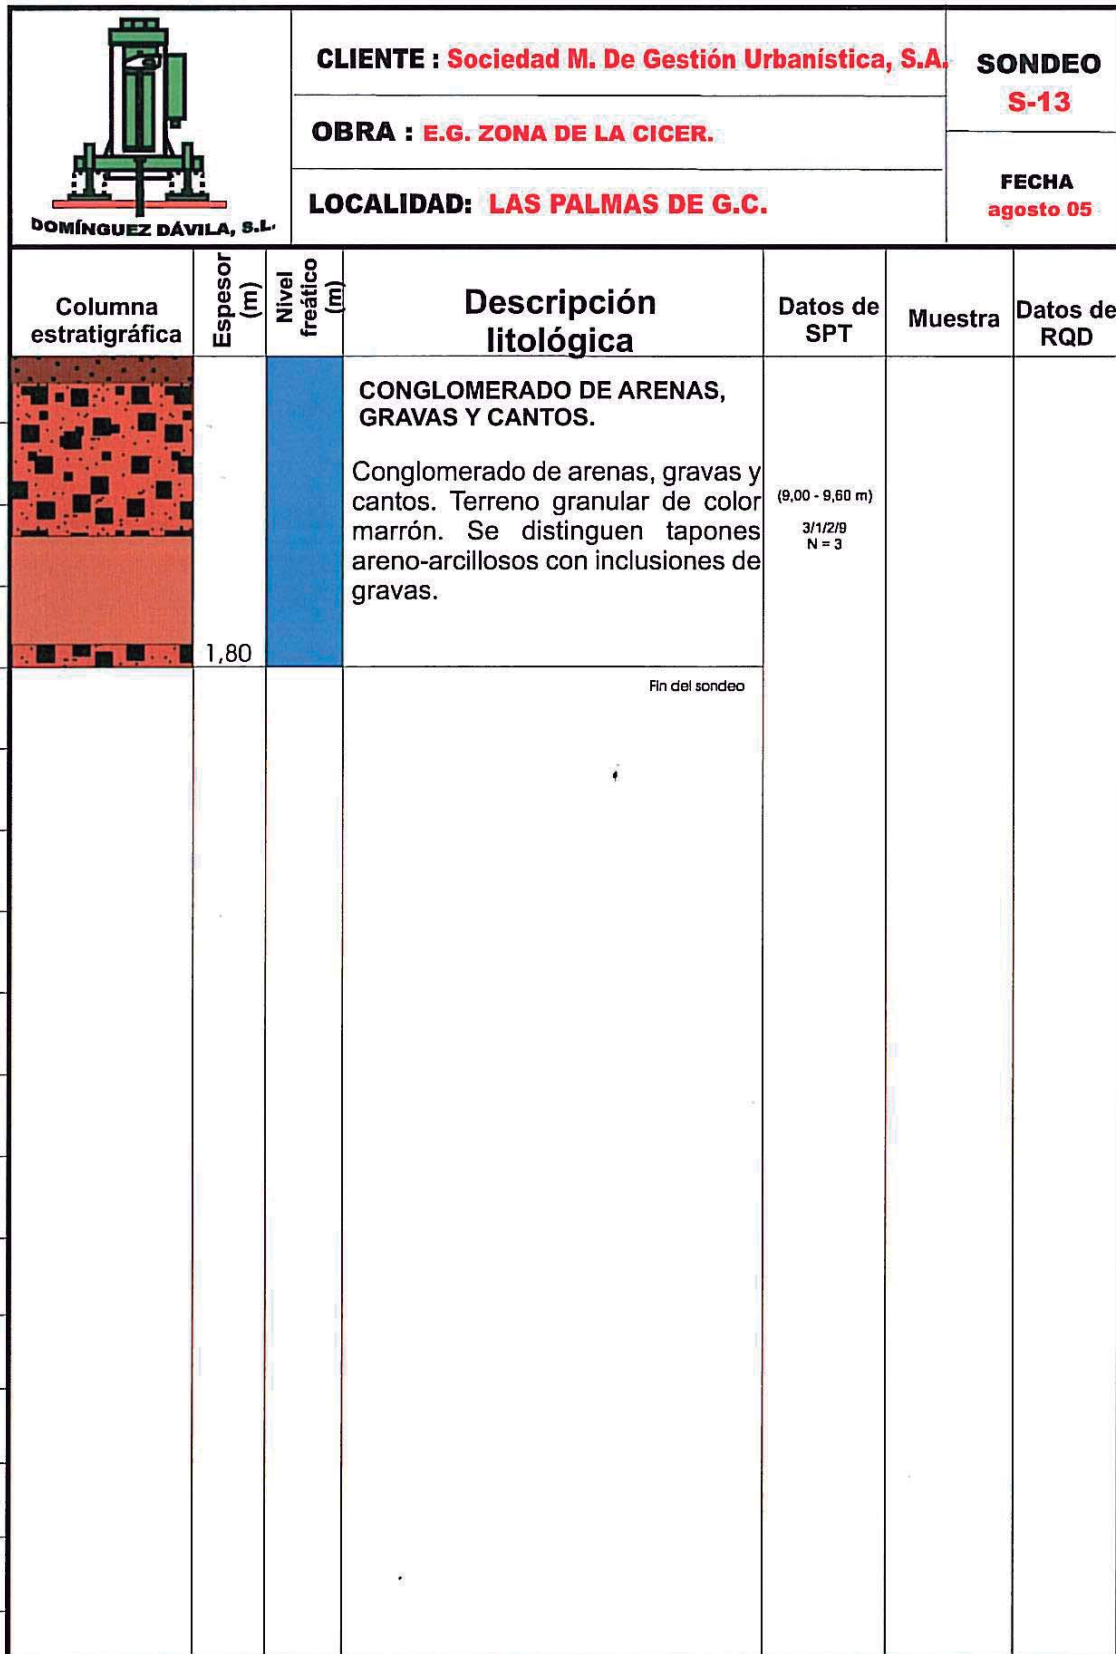 DOMÍNGUEZ DÁVILA, S.L.
CLIENTE : Sociedad M. De Gestión Urbanística, S.A.
OBRA : E.G. ZONA DE LA CICER.
LOCALIDAD: LAS PALMAS DE G.C.
SONDEO
S-13
FECHA
agosto 05
Columna
estratigráfica
Espesor
(m)
Nivel
freático
(m)
Descripción
litológica
Datos de
SPT
Muestra
Datos de
RQD
CONGLOMERADO DE ARENAS,
GRAVAS Y CANTOS.
Conglomerado de arenas, gravas y
cantos. Terreno granular de color
marrón. Se distinguen tapones
areno-arcillosos con inclusiones de
gravas.
(9,00 - 9,60 m)
3/1/2/9
N = 3
1,80
Fin del sondeo